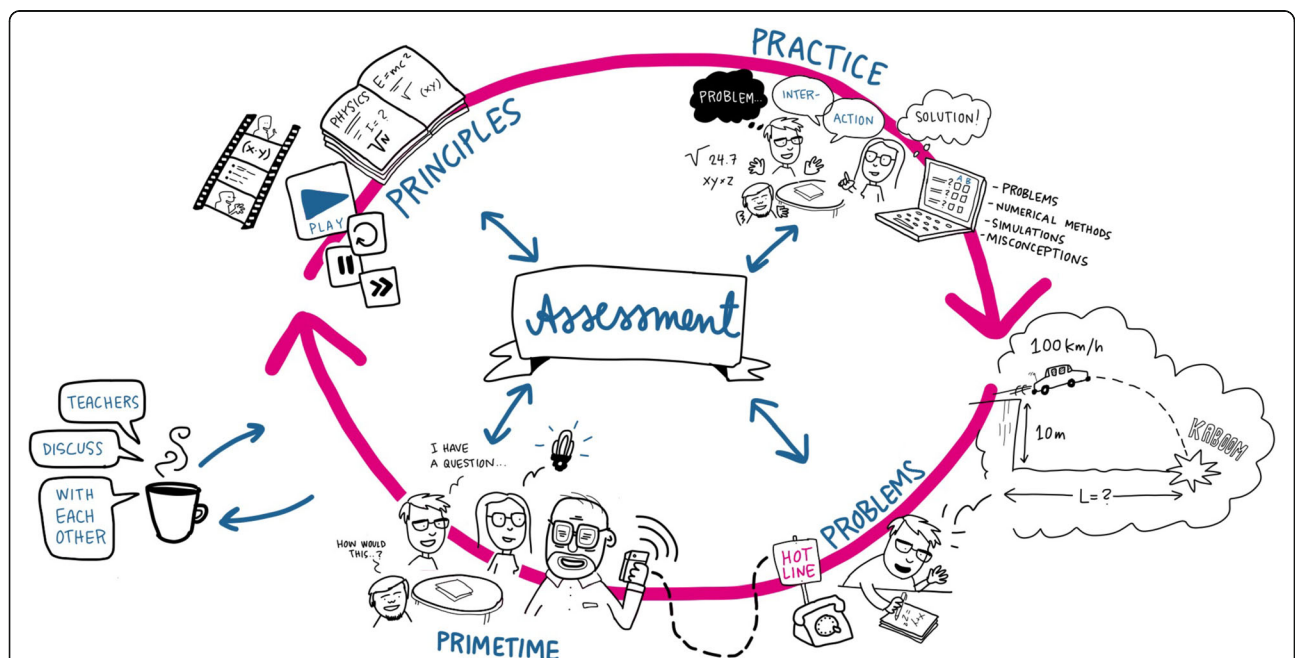 PRINCIPLES
PHYSICS
I=?
√N
E=mc²
√(xy)
(x·y)
PLAY
PRACTICE
PROBLEM...
INTER-
ACTION
SOLUTION!
√24.7
xy×z
A B
?
?
?
- PROBLEMS
- NUMERICAL METHODS
- SIMULATIONS
- MISCONCEPTIONS
Assessment
100 km/h
10m
KABOOM
L=?
PROBLEMS
HOT
LINE
I HAVE
A QUESTION...
HOW WOULD
THIS..?
PRIMETIME
TEACHERS
DISCUSS
WITH
EACH
OTHER